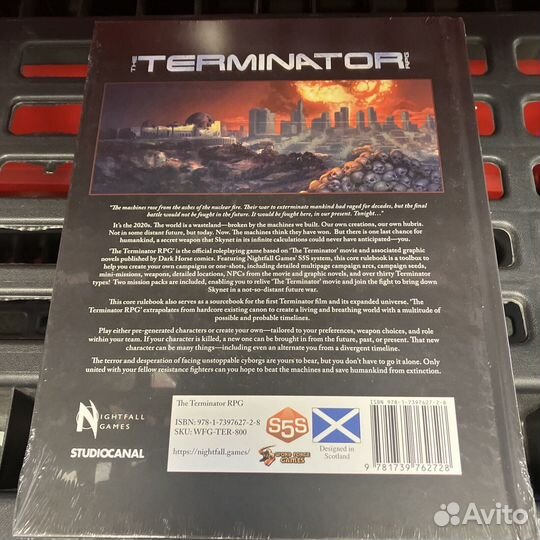 THE TERMINATOR RPG
"The machines rose from the ashes of the nuclear fire. Their war to exterminate mankind had raged for decades, but the final
battle would not be fought in the future. It would be fought here, in our present. Tonight..."
It's the 2020s. The world is a wasteland—broken by the machines we built. Our own creations, our own hubris.
Not in some distant future, but today. Now. The machines think they have won. But there is one last chance for
humankind, a secret weapon that Skynet in its infinite calculations could never have anticipated—you.
'The Terminator RPG' is the official roleplaying game based on 'The Terminator' movie and associated graphic
novels published by Dark Horse comics. Featuring Nightfall Games' S5S system, this core rulebook is a toolbox to
help you create your own campaigns or one-shots, including detailed multipage campaign arcs, campaign seeds,
mini-missions, weapons, detailed locations, NPCs from the movie and graphic novels, and over thirty Terminator
types! Two mission packs are included, enabling you to relive 'The Terminator' movie and join the fight to bring down
Skynet in a not-so-distant future war.
This core rulebook also serves as a sourcebook for the first Terminator film and its expanded universe. 'The
Terminator RPG' extrapolates from hardcore existing canon to create a living and breathing world with a multitude of
possible and probable timelines.
Play either pre-generated characters or create your own—tailored to your preferences, weapon choices, and role
within your team. If your character is killed, a new one can be brought in from the future, past, or present. That new
character can be many things—including even an alternate you from a divergent timeline.
The terror and desperation of facing unstoppable cyborgs are yours to bear, but you don't have to go it alone. Only
united with your fellow resistance fighters can you hope to beat the machines and save humankind from extinction.
NIGHTFALL
GAMES
STUDIOCANAL
The Terminator RPG
ISBN: 978-1-7397627-2-8
SKU: WFG-TER-800
https://nightfall.games/
S5S
WYRD FORCE
GAMES
Designed in
Scotland
ISBN 978-1-7397627-2-8
9 781739 762728
Avito